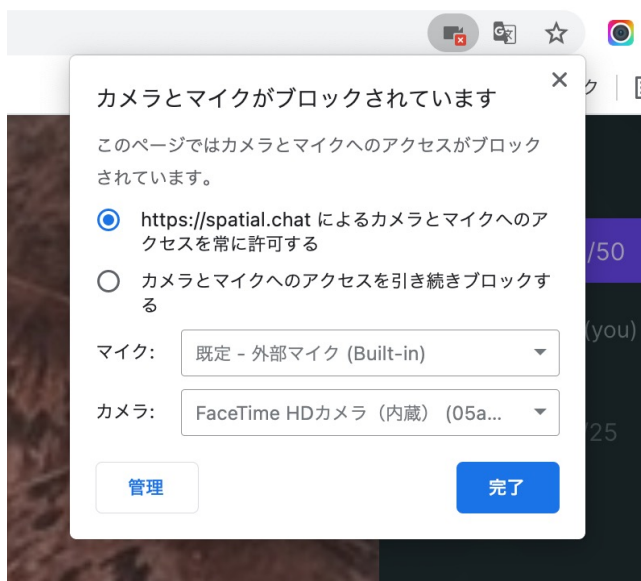 カメラとマイクがブロックされています
ク
このページではカメラとマイクへのアクセスがブロック
されています。
https://spatial.chat によるカメラとマイクへのア
クセスを常に許可する
/50
カメラとマイクへのアクセスを引き続きブロックす
る
(you)
マイク:
既定 - 外部マイク (Built-in)
カメラ:
FaceTime HDカメラ（内蔵） (05a...
/25
管理
完了